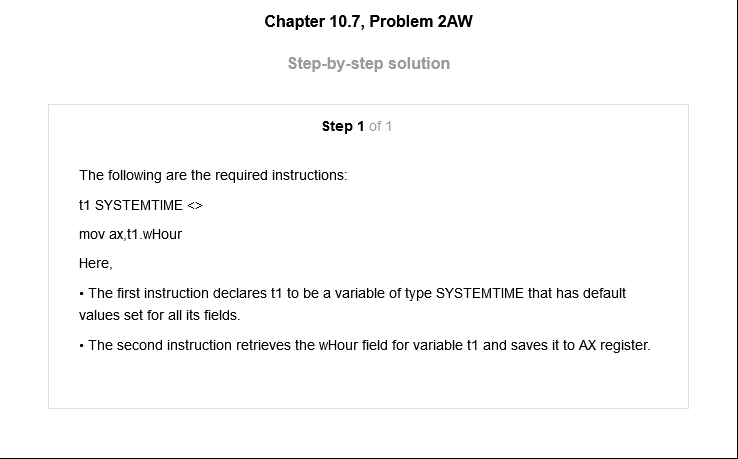 Chapter 10.7, Problem 2AW
Step-by-step solution
Step 1 of 1
The following are the required instructions:
t1 SYSTEMTIME <>
mov ax,t1.wHour
Here,
• The first instruction declares t1 to be a variable of type SYSTEMTIME that has default
values set for all its fields.
• The second instruction retrieves the wHour field for variable t1 and saves it to AX register.